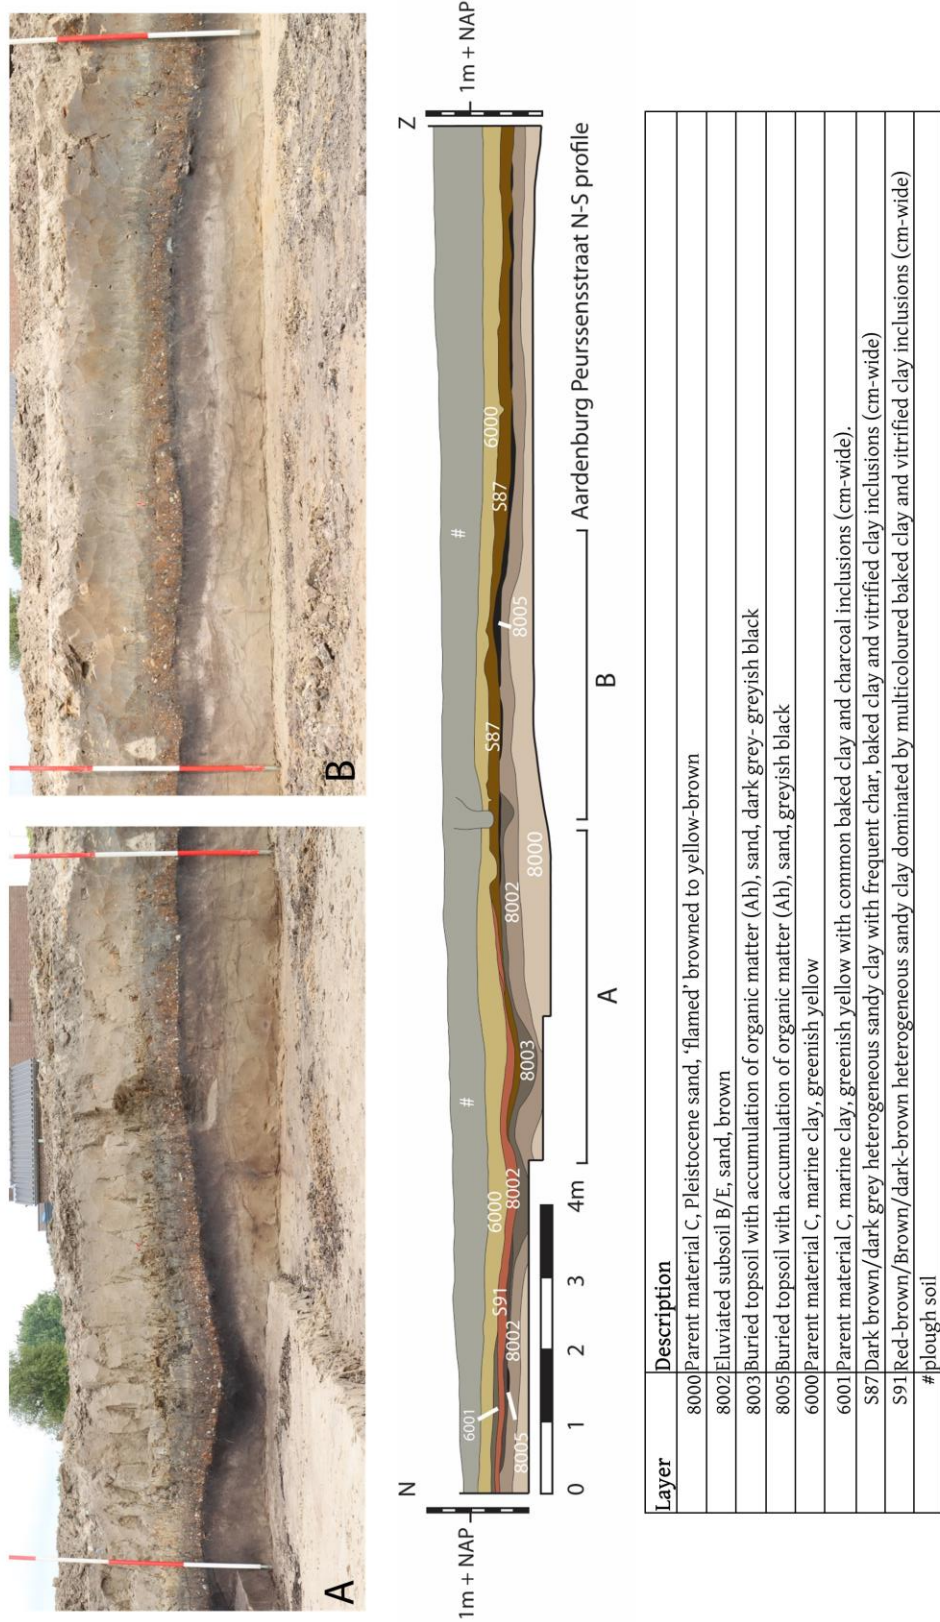 A
B
N
Z
1m + NAP
1m + NAP
#
#
6001
8005
8002
S91
6000
8002
8003
8002
8000
S87
8005
S87
6000
0
1
2
3
4m
A
B
Aardenburg Peurssensstraat N-S profile
Layer Description
8000 Parent material C, Pleistocene sand, 'flamed' browned to yellow-brown
8002 Eluviated subsoil B/E, sand, brown
8003 Buried topsoil with accumulation of organic matter (Ah), sand, dark grey- greyish black
8005 Buried topsoil with accumulation of organic matter (Ah), sand, greyish black
6000 Parent material C, marine clay, greenish yellow
6001 Parent material C, marine clay, greenish yellow with common baked clay and charcoal inclusions (cm-wide).
S87 Dark brown/dark grey heterogeneous sandy clay with frequent char, baked clay and vitrified clay inclusions (cm-wide)
S91 Red-brown/Brown/dark-brown heterogeneous sandy clay dominated by multicoloured baked clay and vitrified clay inclusions (cm-wide)
# plough soil